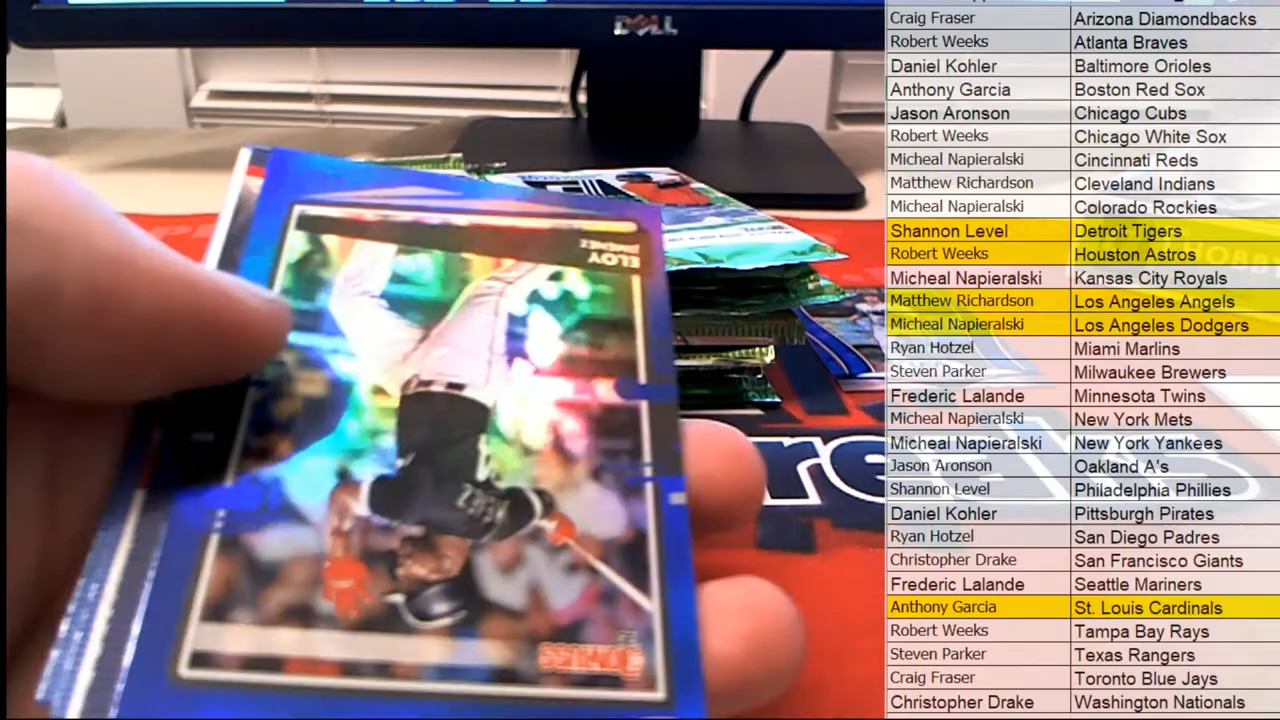 DELL
2020
ELOY
JIMENEZ
Craig Fraser Arizona Diamondbacks
Robert Weeks Atlanta Braves
Daniel Kohler Baltimore Orioles
Anthony Garcia Boston Red Sox
Jason Aronson Chicago Cubs
Robert Weeks Chicago White Sox
Micheal Napieralski Cincinnati Reds
Matthew Richardson Cleveland Indians
Micheal Napieralski Colorado Rockies
Shannon Level Detroit Tigers
Robert Weeks Houston Astros
Micheal Napieralski Kansas City Royals
Matthew Richardson Los Angeles Angels
Micheal Napieralski Los Angeles Dodgers
Ryan Hotzel Miami Marlins
Steven Parker Milwaukee Brewers
Frederic Lalande Minnesota Twins
Micheal Napieralski New York Mets
Micheal Napieralski New York Yankees
Jason Aronson Oakland A's
Shannon Level Philadelphia Phillies
Daniel Kohler Pittsburgh Pirates
Ryan Hotzel San Diego Padres
Christopher Drake San Francisco Giants
Frederic Lalande Seattle Mariners
Anthony Garcia St. Louis Cardinals
Robert Weeks Tampa Bay Rays
Steven Parker Texas Rangers
Craig Fraser Toronto Blue Jays
Christopher Drake Washington Nationals